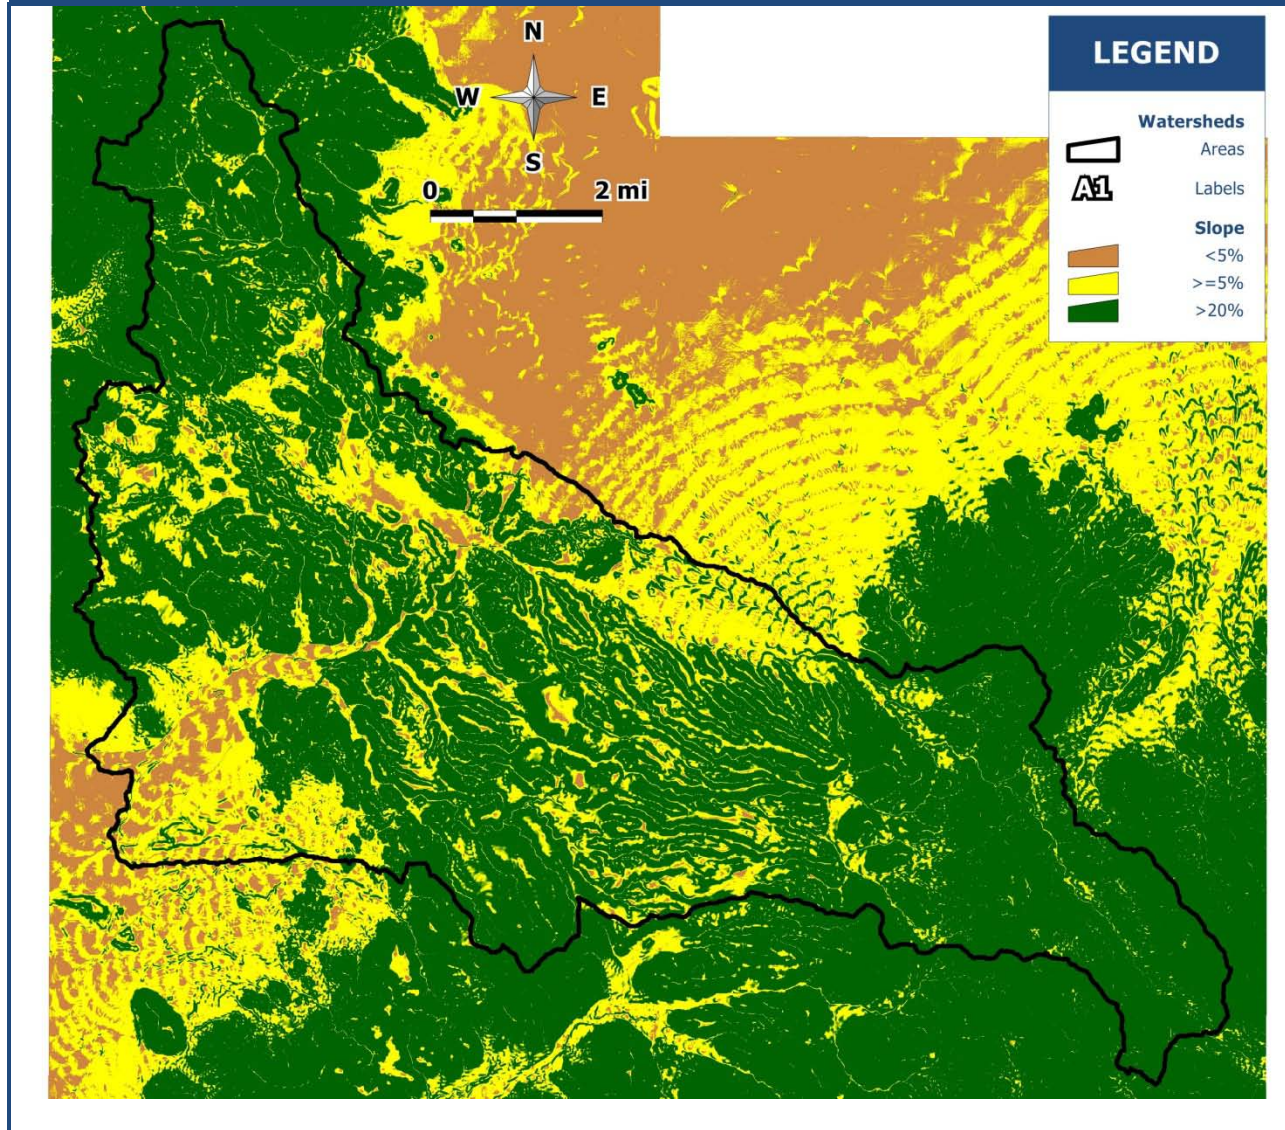 N
W E
S
0 2 mi
LEGEND
Watersheds
Areas
A1 Labels
Slope
<5%
>=5%
>20%